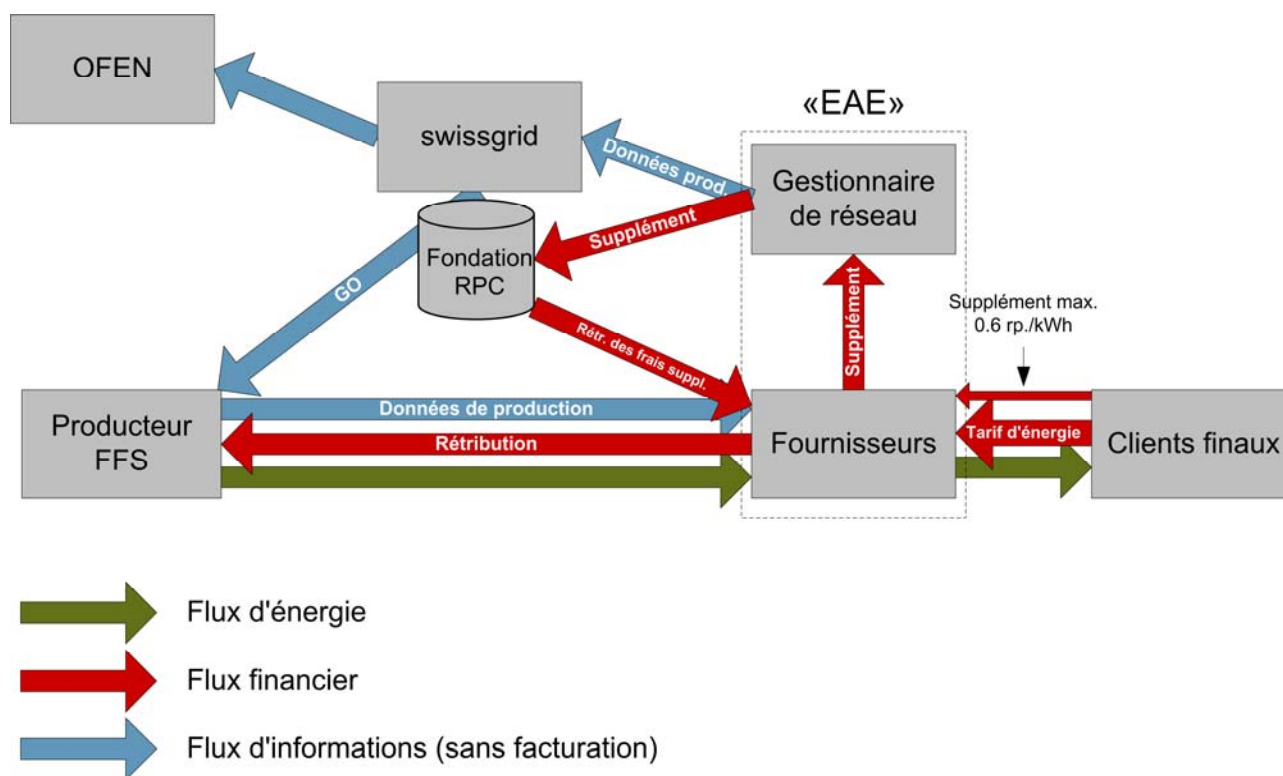 OFEN
«EAE»
swissgrid
Données prod.
Gestionnaire
de réseau
Supplément
Fondation
RPC
GO
Supplément
Supplément max.
0.6 rp./kWh
Rétr. des frais suppl.
Producteur
FFS
Données de production
Rétribution
Fournisseurs
Tarif d'énergie
Clients finaux
Flux d'énergie
Flux financier
Flux d'informations (sans facturation)